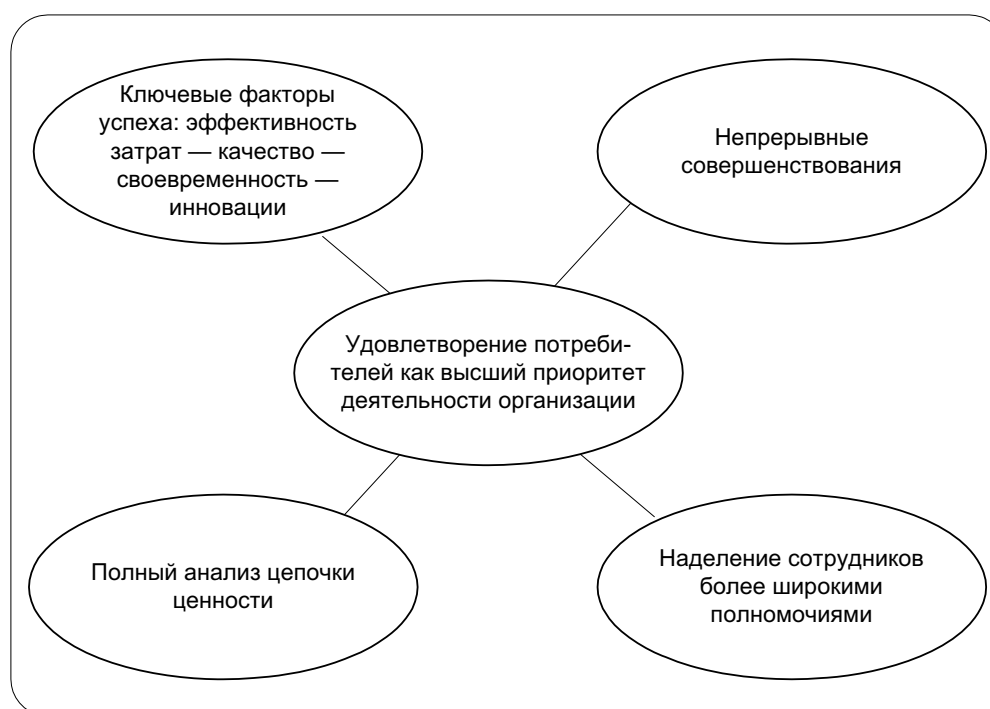 Ключевые факторы
успеха: эффективность
затрат — качество —
своевременность —
инновации
Непрерывные
совершенствования
Удовлетворение потреби-
телей как высший приоритет
деятельности организации
Полный анализ цепочки
ценности
Наделение сотрудников
более широкими
полномочиями